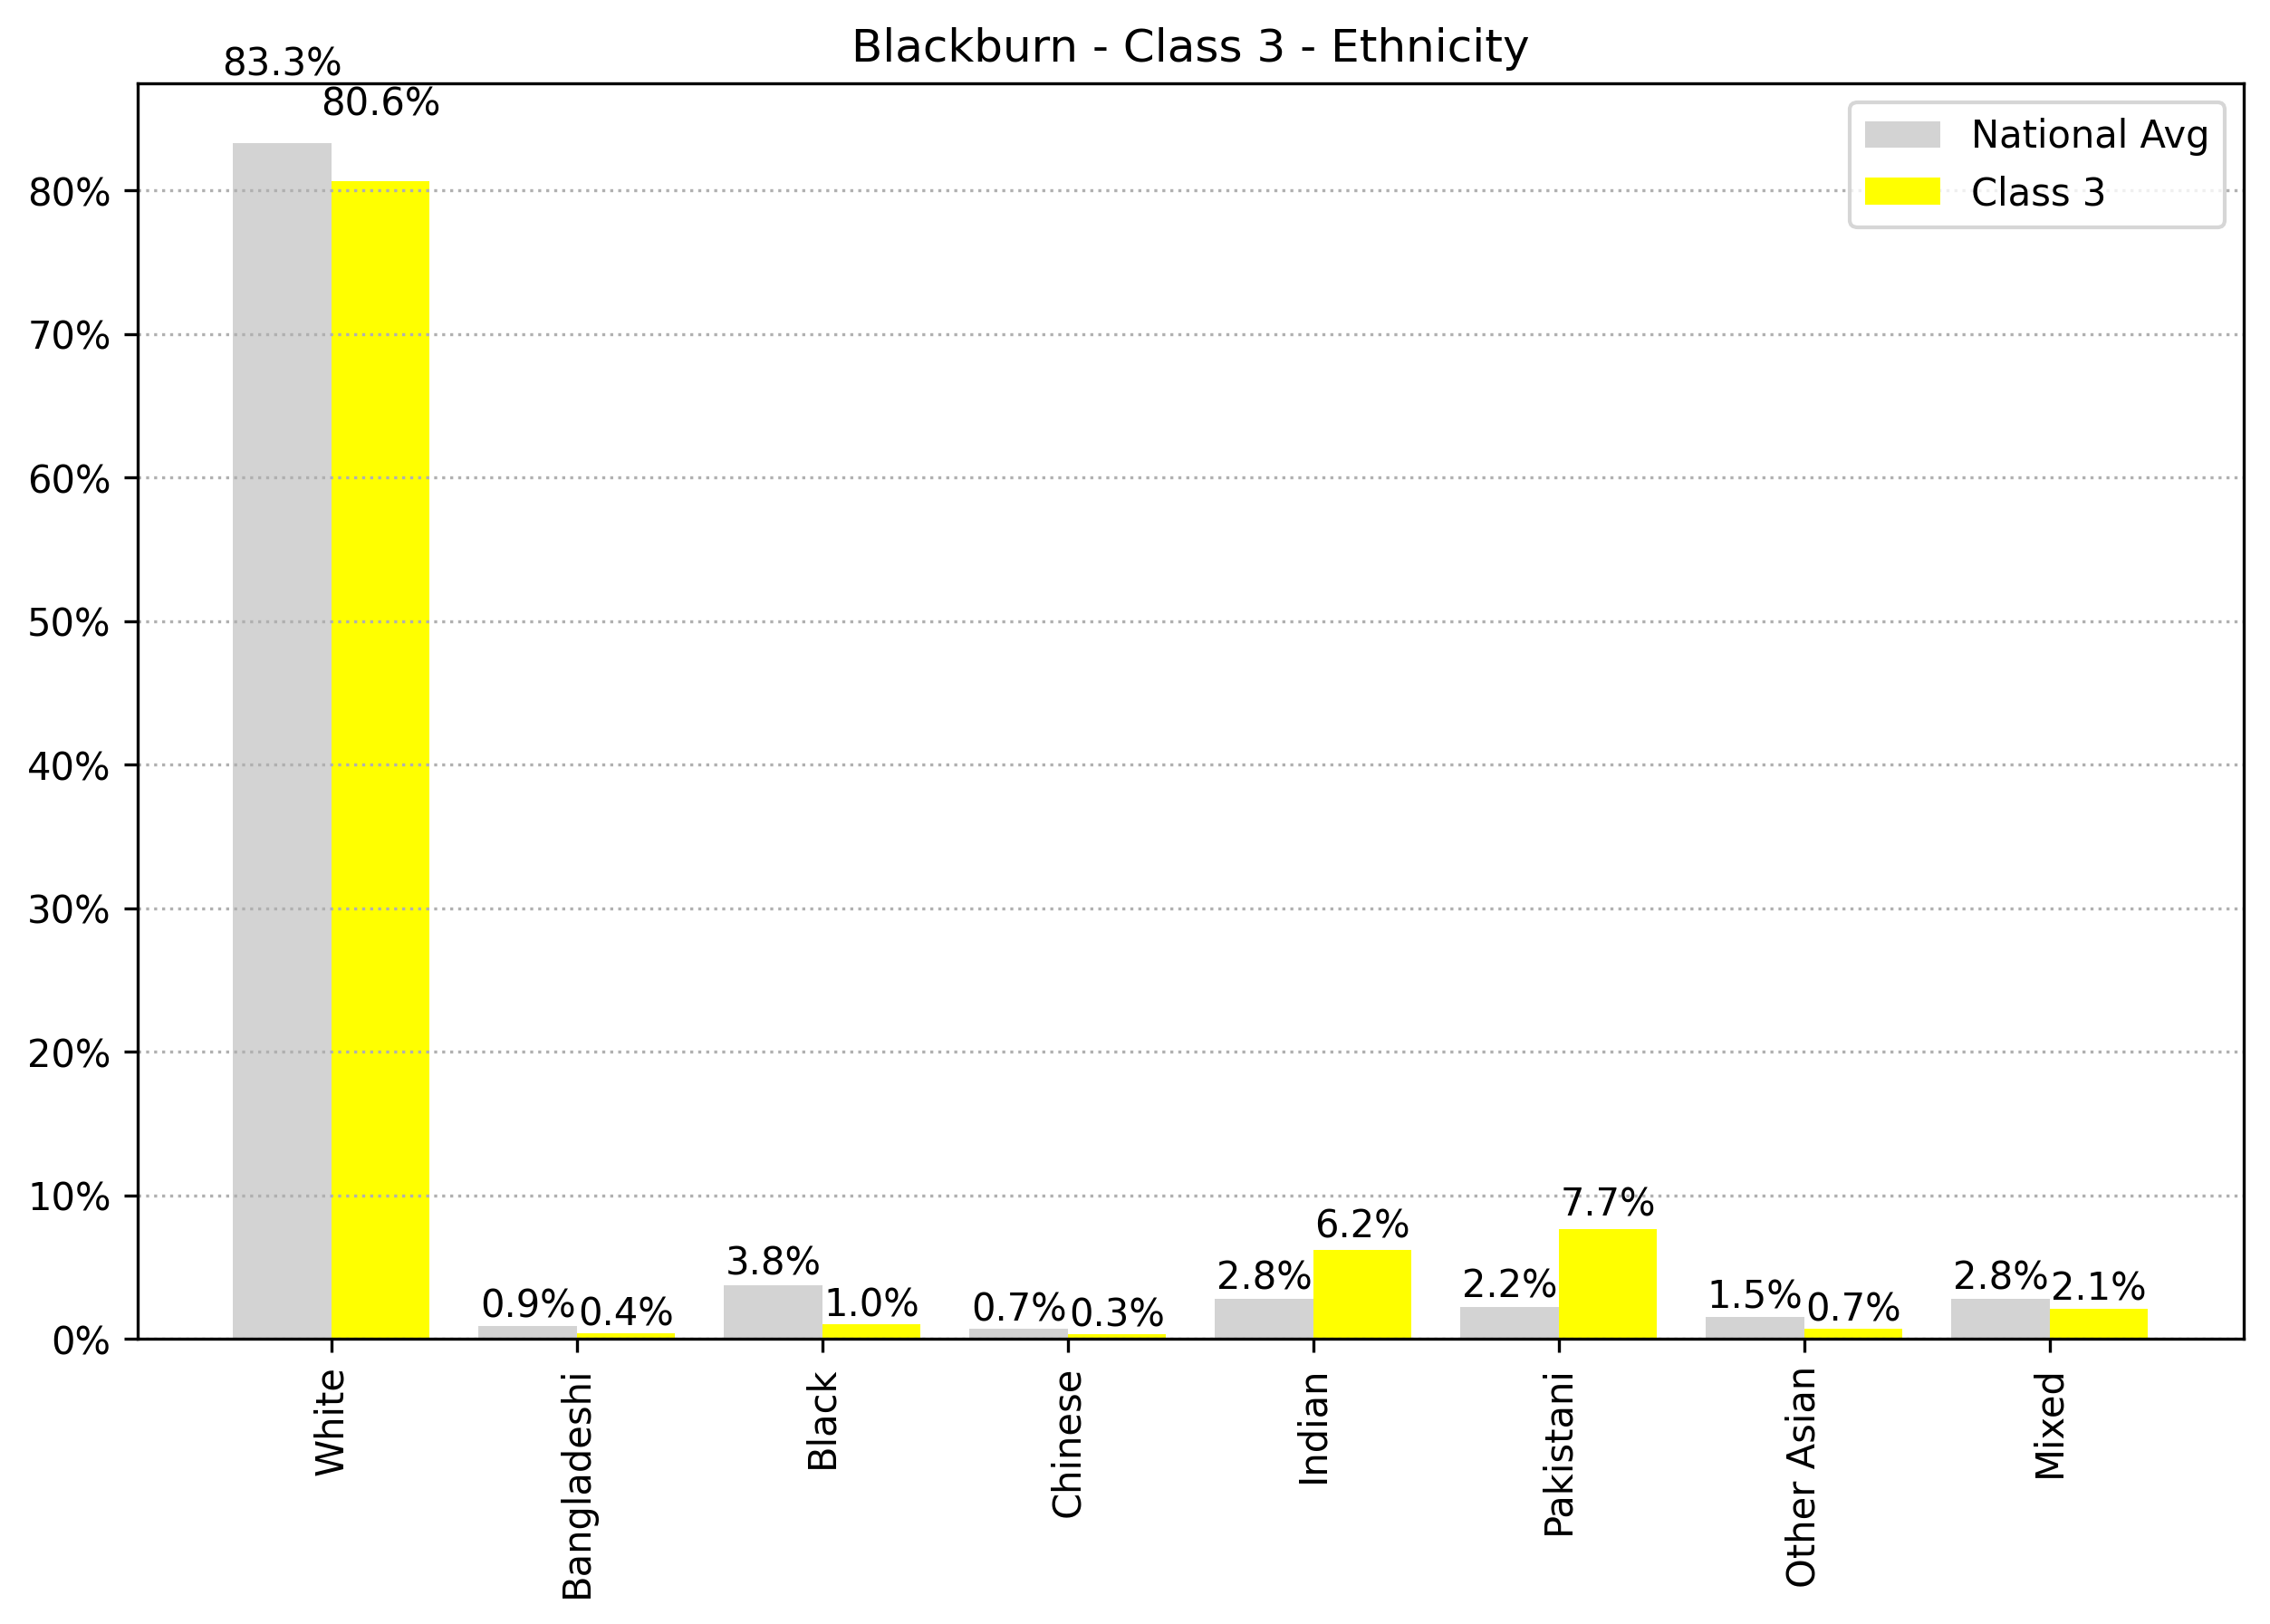 Blackburn - Class 3 - Ethnicity
83.3%
80.6%
National Avg
Class 3
80%
70%
60%
50%
40%
30%
20%
10%
0%
0.9%
0.4%
3.8%
1.0%
0.7%
0.3%
2.8%
6.2%
2.2%
7.7%
1.5%
0.7%
2.8%
2.1%
White
Bangladeshi
Black
Chinese
Indian
Pakistani
Other Asian
Mixed